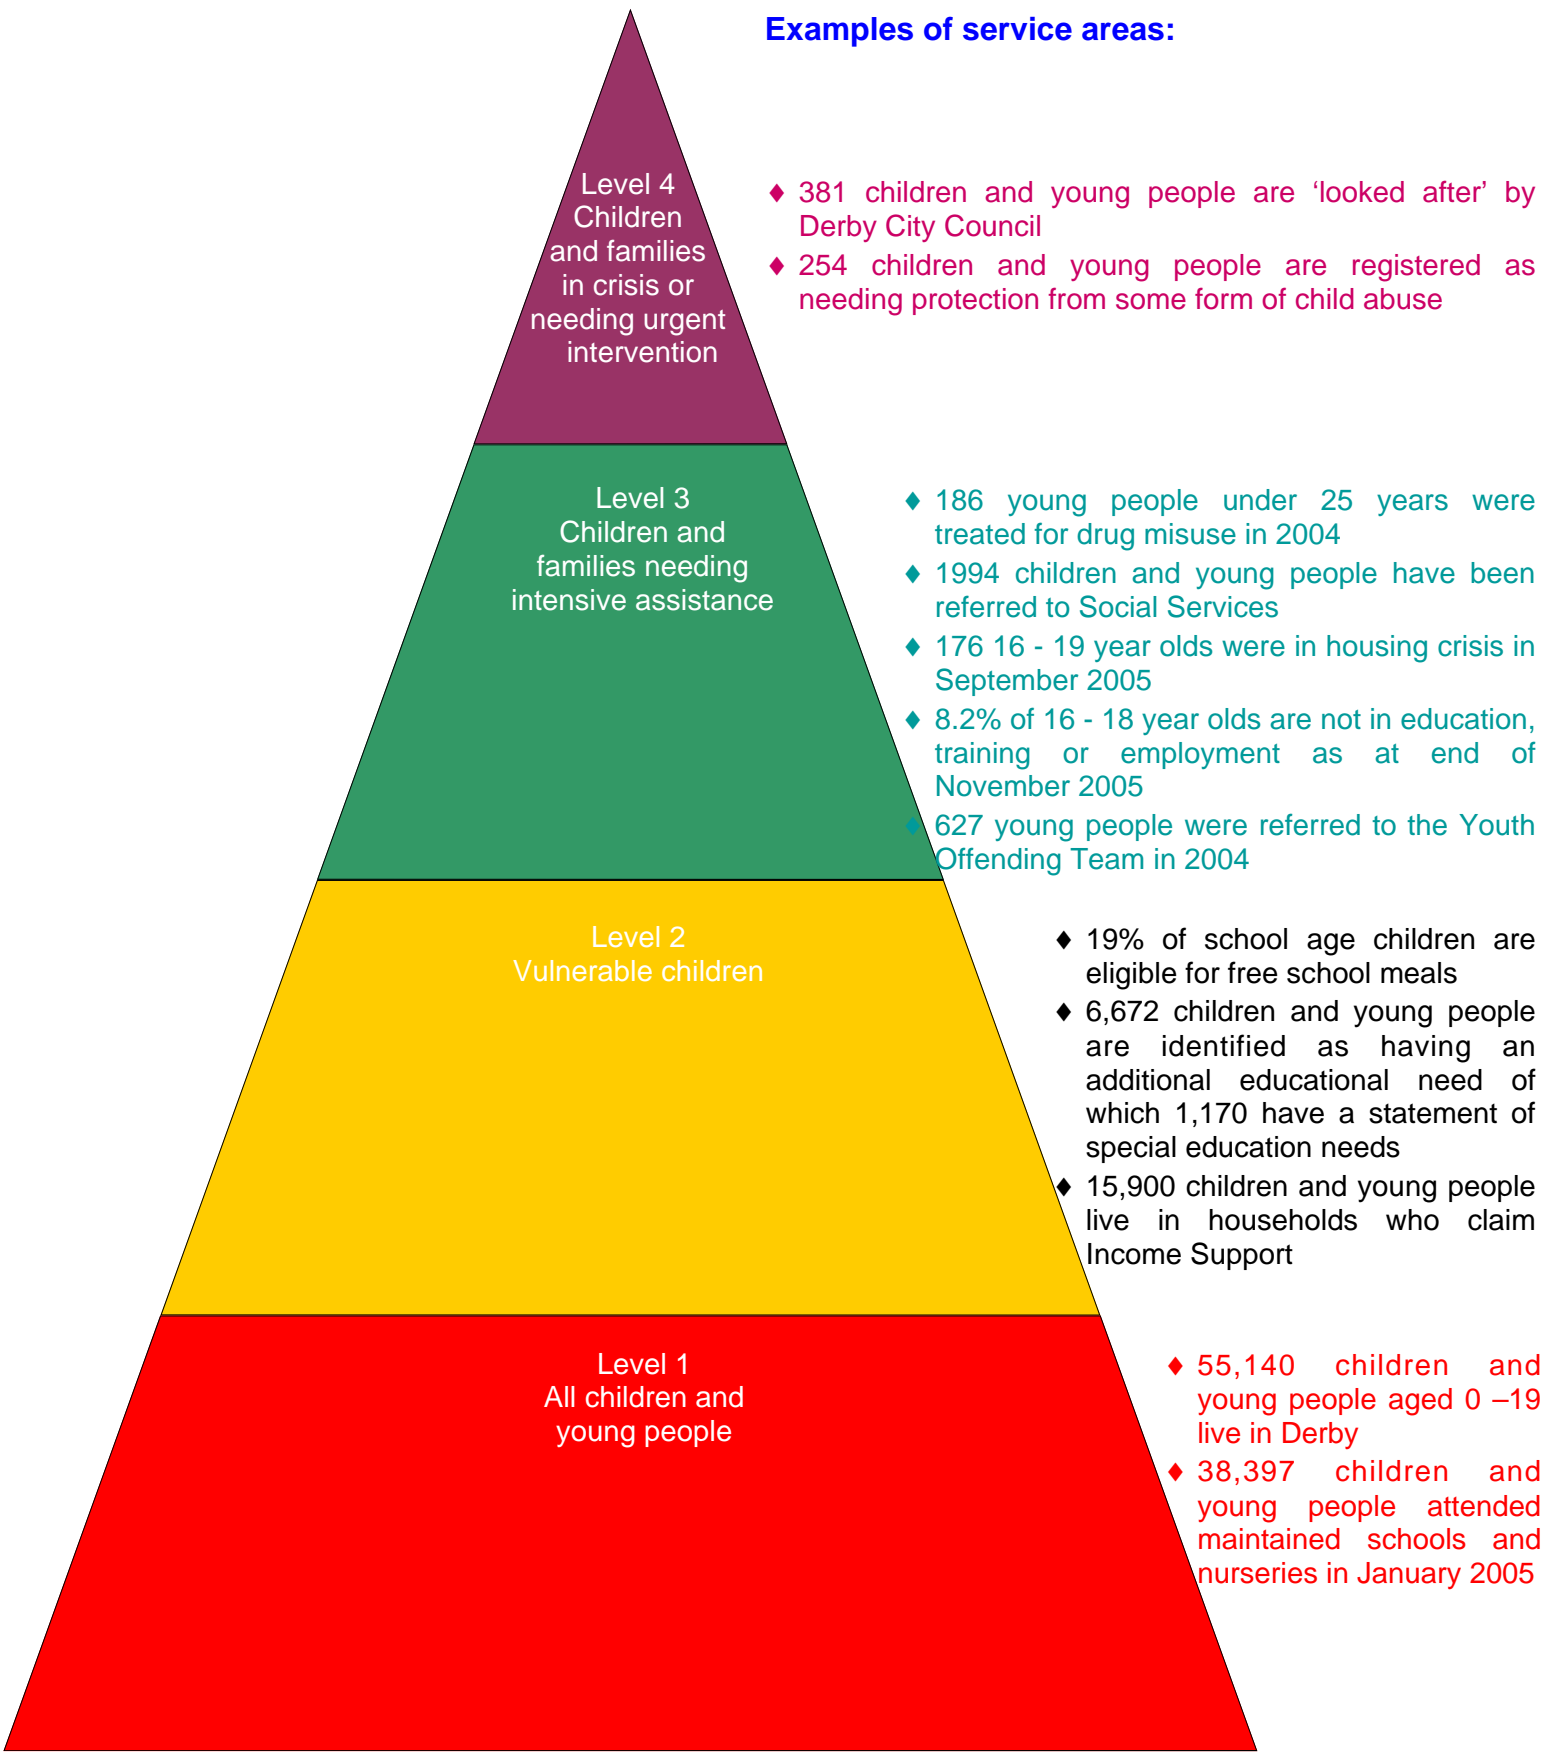 Examples of service areas:
Level 4
Children
and families
in crisis or
needing urgent
intervention
♦ 381 children and young people are ‘looked after’ by
Derby City Council
♦ 254 children and young people are registered as
needing protection from some form of child abuse
Level 3
Children and
families needing
intensive assistance
♦ 186 young people under 25 years were
treated for drug misuse in 2004
♦ 1994 children and young people have been
referred to Social Services
♦ 176 16 - 19 year olds were in housing crisis in
September 2005
♦ 8.2% of 16 - 18 year olds are not in education,
training or employment as at end of
November 2005
♦ 627 young people were referred to the Youth
Offending Team in 2004
Level 2
Vulnerable children
♦ 19% of school age children are
eligible for free school meals
♦ 6,672 children and young people
are identified as having an
additional educational need of
which 1,170 have a statement of
special education needs
♦ 15,900 children and young people
live in households who claim
Income Support
Level 1
All children and
young people
♦ 55,140 children and
young people aged 0 –19
live in Derby
♦ 38,397 children and
young people attended
maintained schools and
nurseries in January 2005